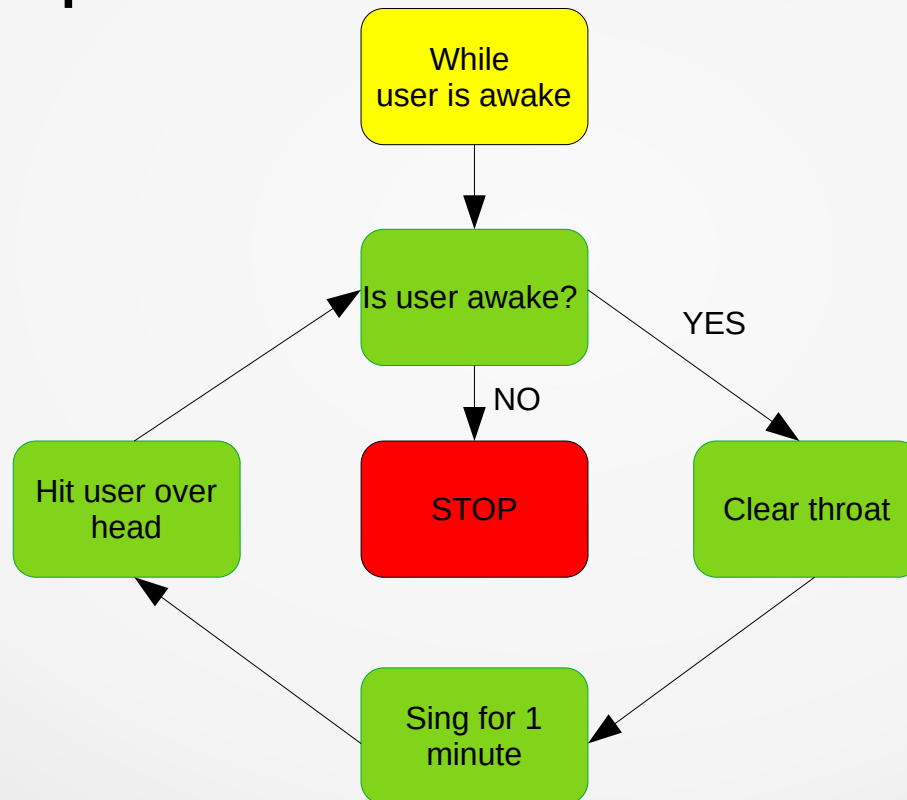 While
user is awake
Is user awake?
YES
NO
Hit user over
head
STOP
Clear throat
Sing for 1
minute